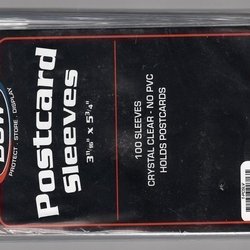 BCW
PROTECT . STORE . DISPLAY
Postcard
Sleeves
3 11/16" x 5 3/4"
100 SLEEVES
CRYSTAL CLEAR - NO PVC
HOLDS POSTCARDS